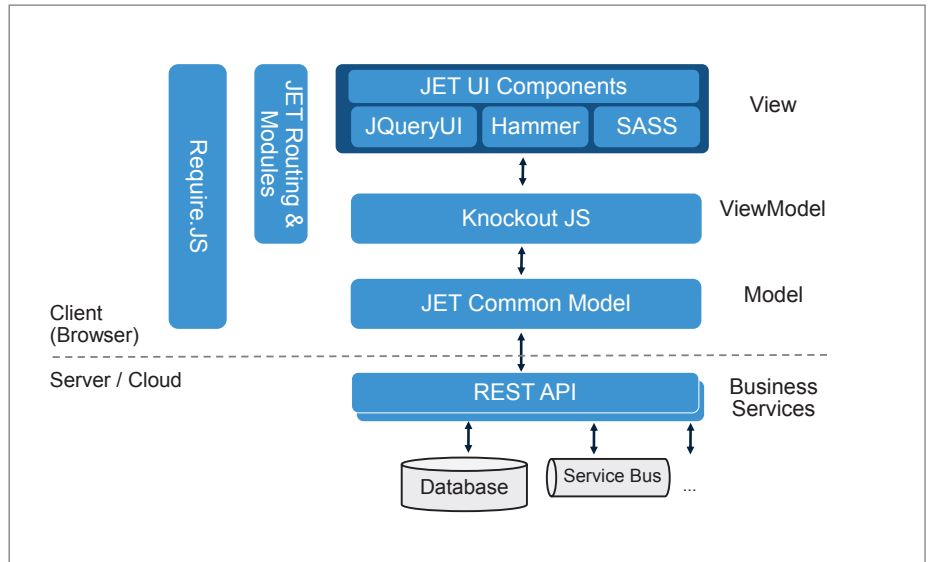 Require.JS
JET Routing &
Modules
JET UI Components
JQueryUI
Hammer
SASS
View
Knockout JS
ViewModel
JET Common Model
Model
Client
(Browser)
Server / Cloud
REST API
Business
Services
Database
Service Bus
...